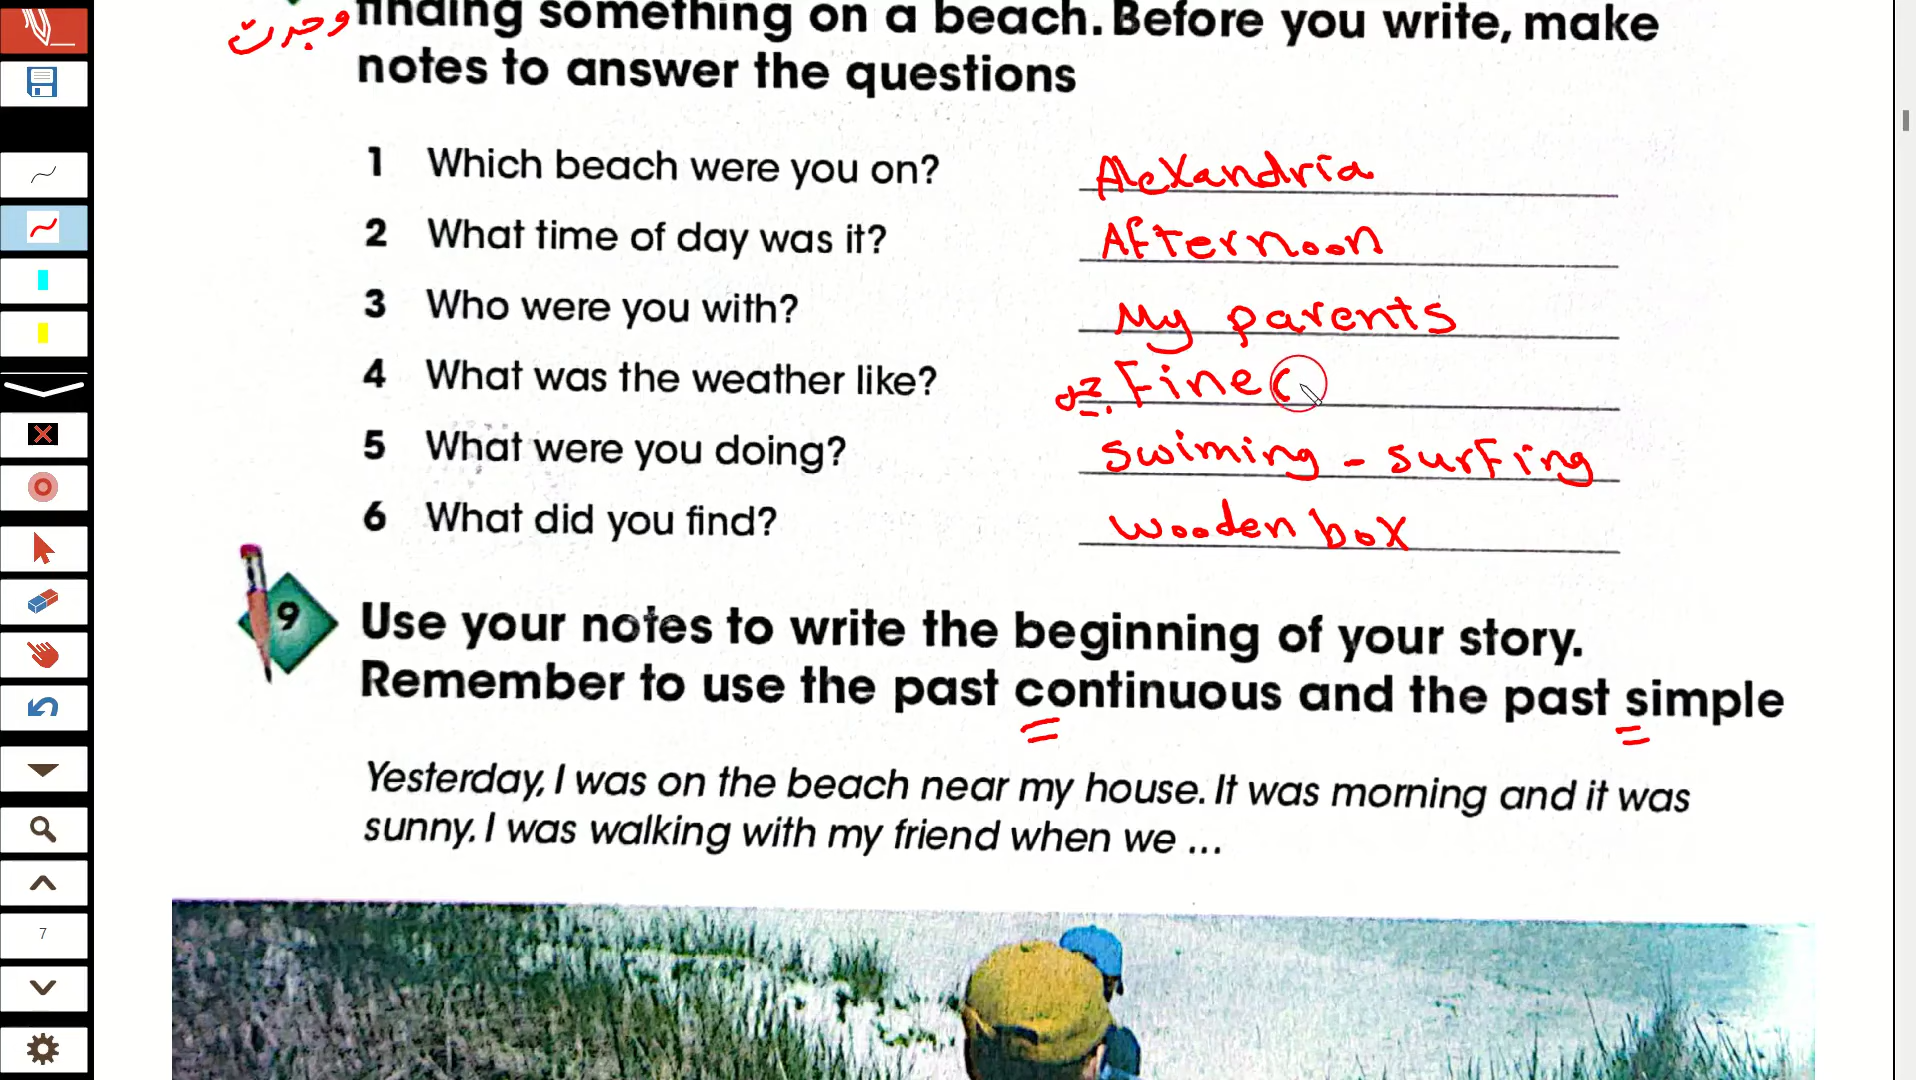 finding something on a beach. Before you write, make
وجدت
notes to answer the questions
1 Which beach were you on? Alexandria
2 What time of day was it? Afternoon
3 Who were you with? My parents
4 What was the weather like? Fine (
5 What were you doing? swiming - surfing
6 What did you find? wooden box
9 Use your notes to write the beginning of your story.
Remember to use the past continuous and the past simple
Yesterday, I was on the beach near my house. It was morning and it was
sunny. I was walking with my friend when we ...
7